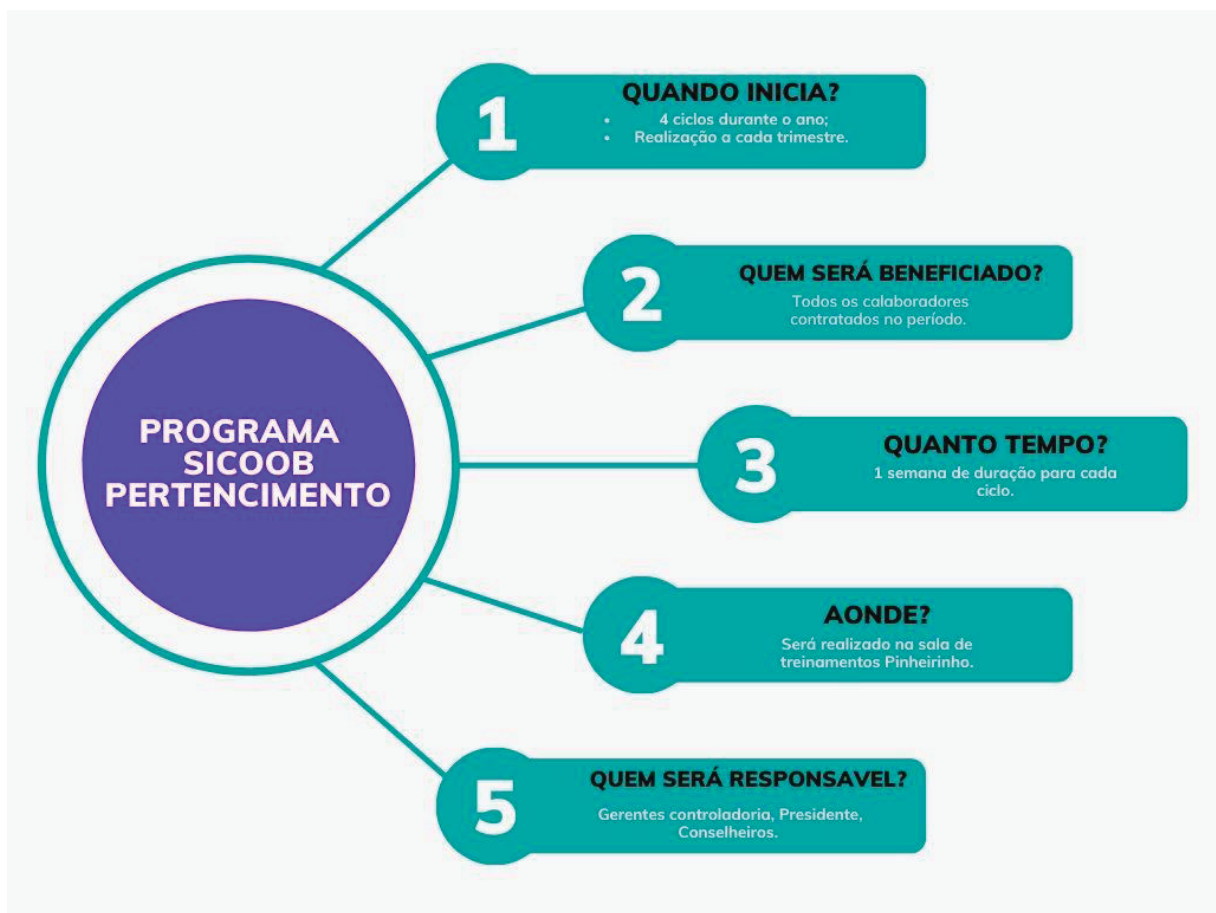 PROGRAMA
SICOOB
PERTENCIMENTO
1
QUANDO INICIA?
• 4 ciclos durante o ano;
• Realização a cada trimestre.
2
QUEM SERÁ BENEFICIADO?
Todos os calaboradores
contratados no período.
3
QUANTO TEMPO?
1 semana de duração para cada
ciclo.
4
AONDE?
Será realizado na sala de
treinamentos Pinheirinho.
5
QUEM SERÁ RESPONSAVEL?
Gerentes controladoria, Presidente,
Conselheiros.